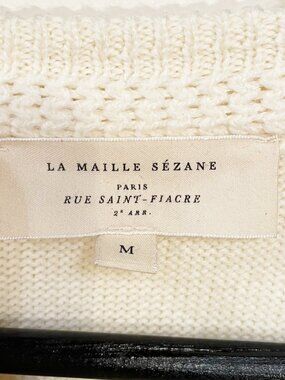 LA MAILLE SÉZANE
PARIS
RUE SAINT-FIACRE
2e ARR.
M